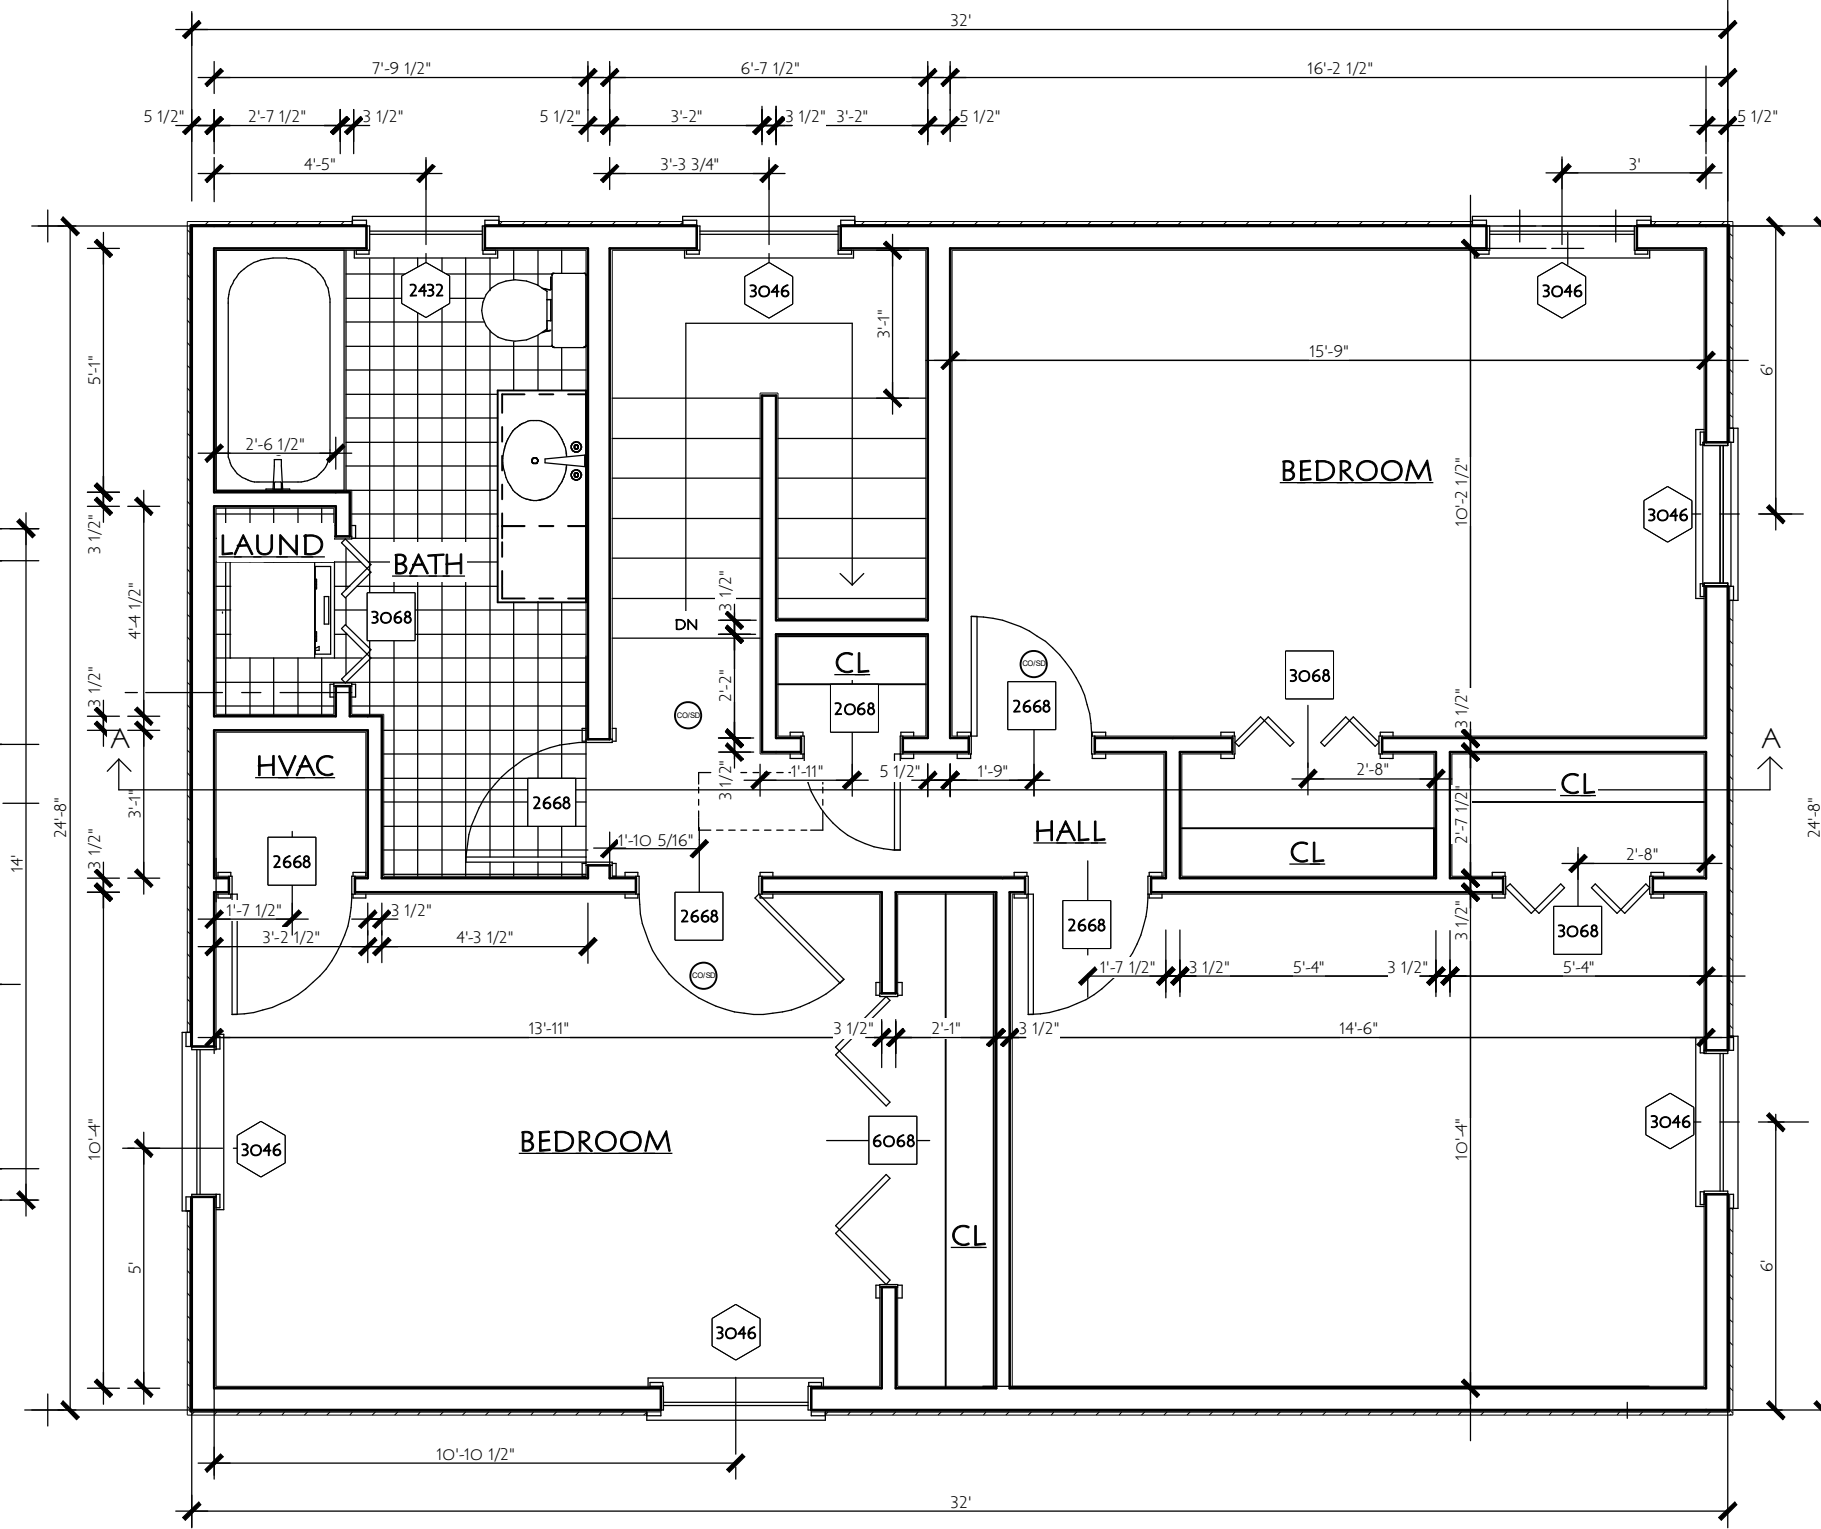 32'
7'-9 1/2" 6'-7 1/2" 16'-2 1/2"
5 1/2" 2'-7 1/2" 3 1/2" 5 1/2" 3'-2" 3 1/2" 3'-2" 5 1/2" 5 1/2"
4'-5" 3'-3 3/4" 3'
2432 3046 3046
3'-1"
15'-9"
5'-1"
6'
2'-6 1/2"
BEDROOM
10'-2 1/2"
3046
3 1/2"
LAUND
BATH
3068
4'-4 1/2"
3 1/2"
DN
CL
CO/SD
2668
3068
2'-2"
2068
CO/SD
3 1/2"
3 1/2"
A
A
HVAC
3 1/2"
1'-11" 5 1/2" 1'-9" 2'-8"
CL
2668
3'-1"
24'-8"
24'-8"
14'
2'-7 1/2"
HALL
CL
1'-10 5/16"
2668
2'-8"
3 1/2"
1'-7 1/2" 3 1/2"
2668
2668
3 1/2"
3068
3'-2 1/2" 4'-3 1/2"
CO/SD
1'-7 1/2" 3 1/2" 5'-4" 3 1/2" 5'-4"
13'-11" 3 1/2" 2'-1" 3 1/2" 14'-6"
10'-4"
BEDROOM
6068
3046
3046
10'-4"
CL
5'
6'
3046
10'-10 1/2"
32'